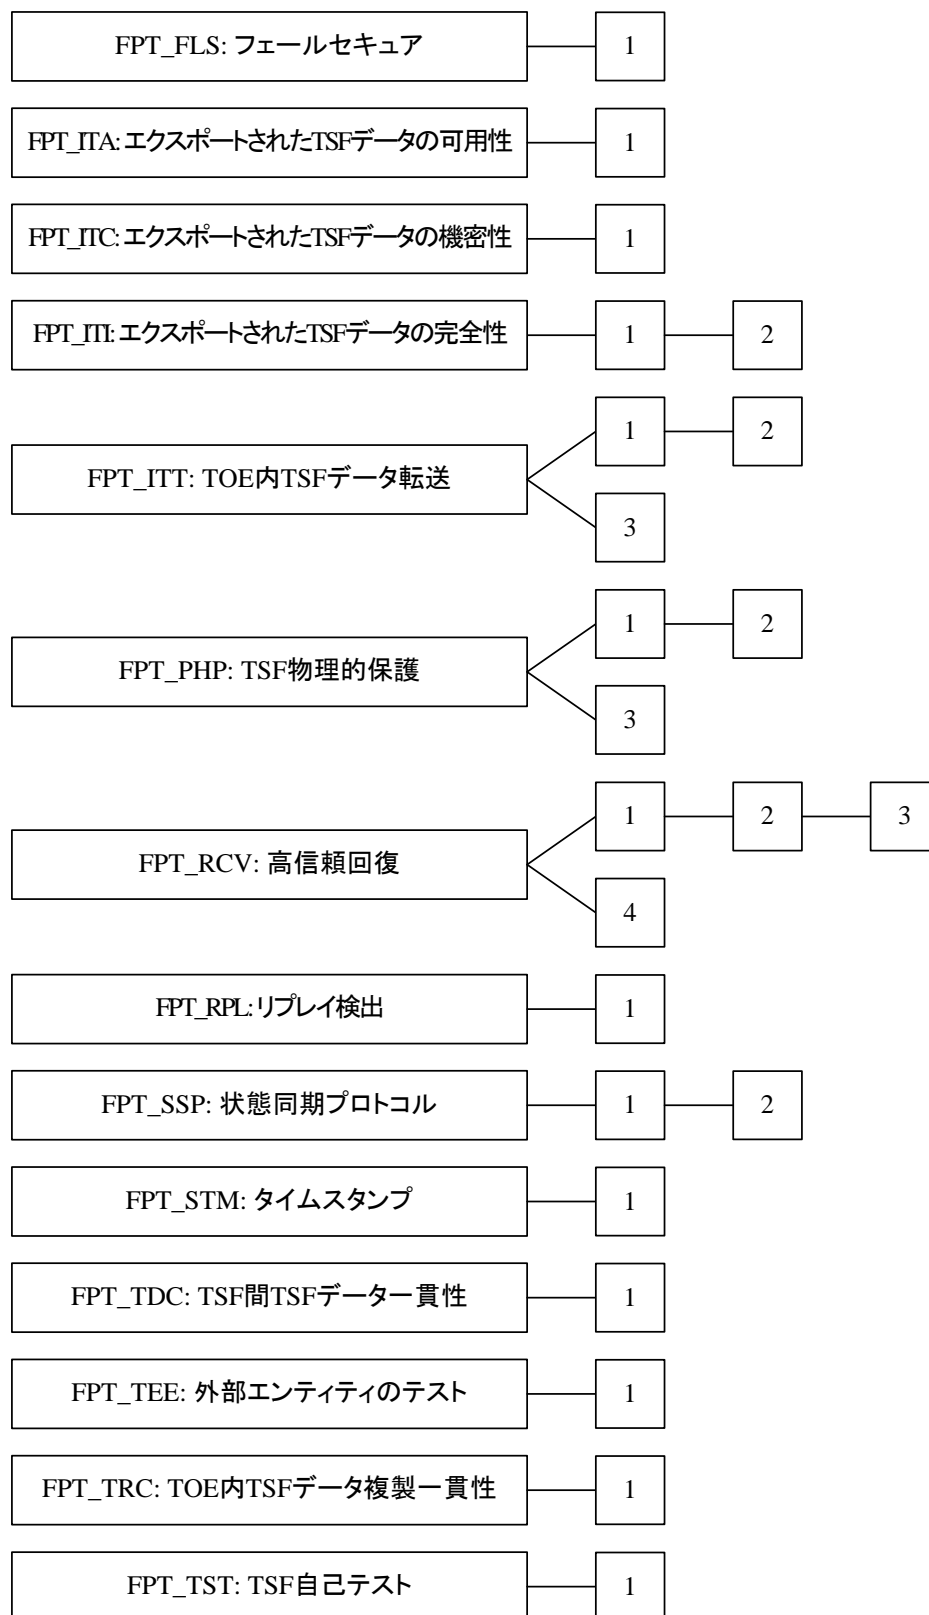 FPT_FLS: フェールセキュア 1
FPT_ITA: エクスポートされたTSFデータの可用性 1
FPT_ITC: エクスポートされたTSFデータの機密性 1
FPT_ITI: エクスポートされたTSFデータの完全性 1 2
1 2
FPT_ITT: TOE内TSFデータ転送
3
1 2
FPT_PHP: TSF物理的保護
3
1 2 3
FPT_RCV: 高信頼回復
4
FPT_RPL: リプレイ検出 1
FPT_SSP: 状態同期プロトコル 1 2
FPT_STM: タイムスタンプ 1
FPT_TDC: TSF間TSFデータ一貫性 1
FPT_TEE: 外部エンティティのテスト 1
FPT_TRC: TOE内TSFデータ複製一貫性 1
FPT_TST: TSF自己テスト 1